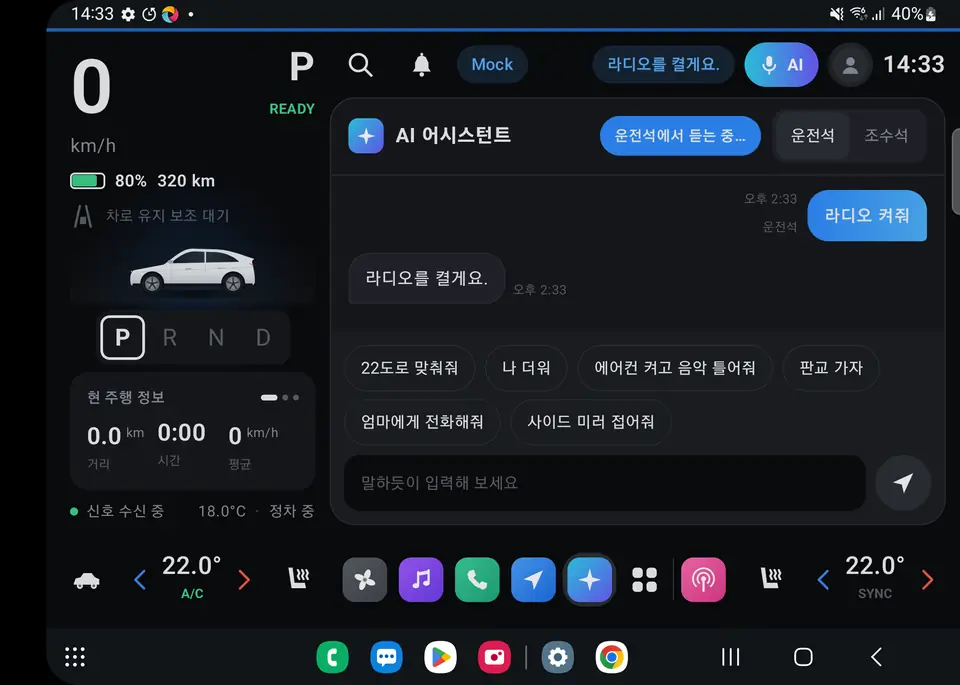 14:33
40%
0
P
READY
km/h
80% 320 km
차로 유지 보조 대기
P R N D
현 주행 정보
0.0 km 0:00 0 km/h
거리 시간 평균
신호 수신 중 18.0°C · 정차 중
Mock
라디오를 켤게요.
AI
14:33
AI 어시스턴트
운전석에서 듣는 중...
운전석 조수석
오후 2:33
운전석
라디오 켜줘
라디오를 켤게요.
오후 2:33
22도로 맞춰줘 나 더워 에어컨 켜고 음악 틀어줘 판교 가자
엄마에게 전화해줘 사이드 미러 접어줘
말하듯이 입력해 보세요
22.0°
A/C
22.0°
SYNC